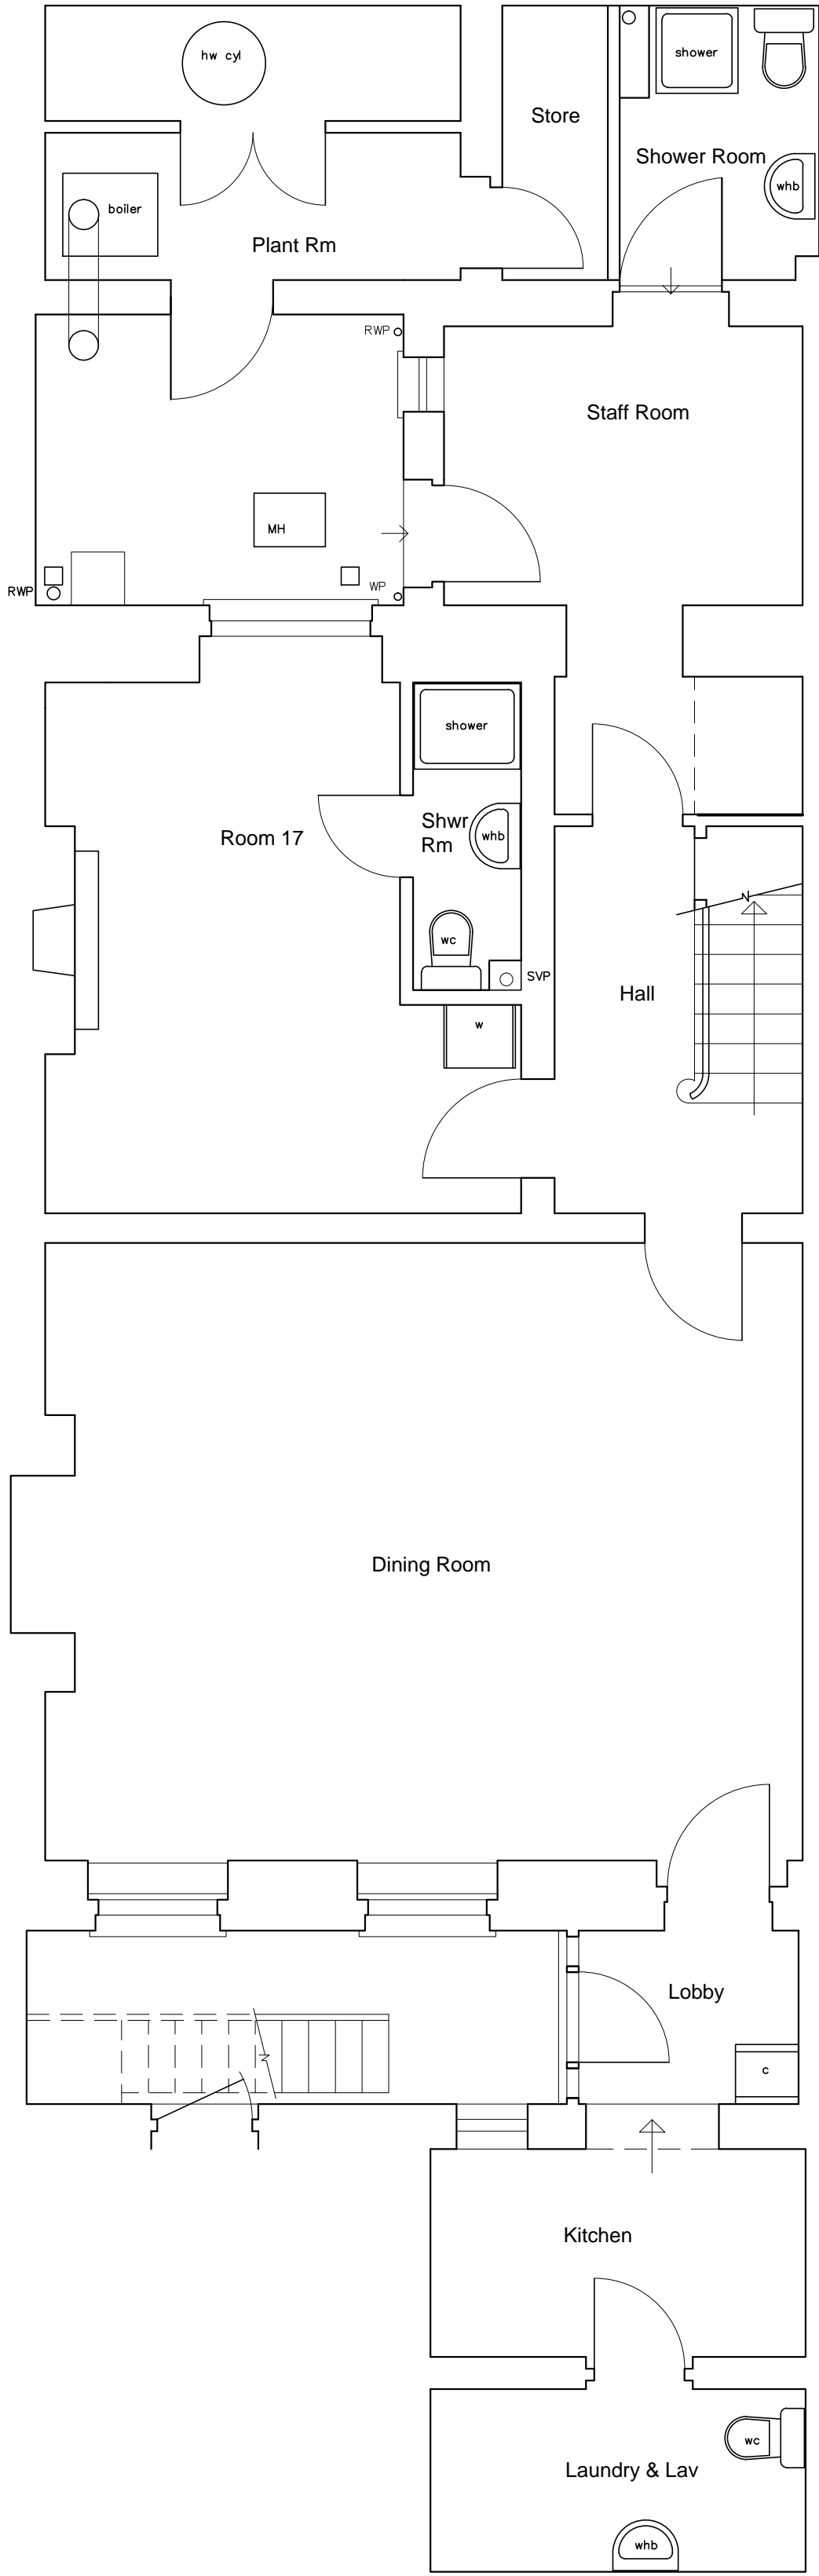 hw cyl
shower
Store
Shower Room
whb
boiler
Plant Rm
RWP
Staff Room
MH
RWP
WP
shower
Room 17
Shwr
Rm
whb
wc
SVP
W
N
Hall
Dining Room
Lobby
C
N
Kitchen
wc
Laundry & Lav
whb